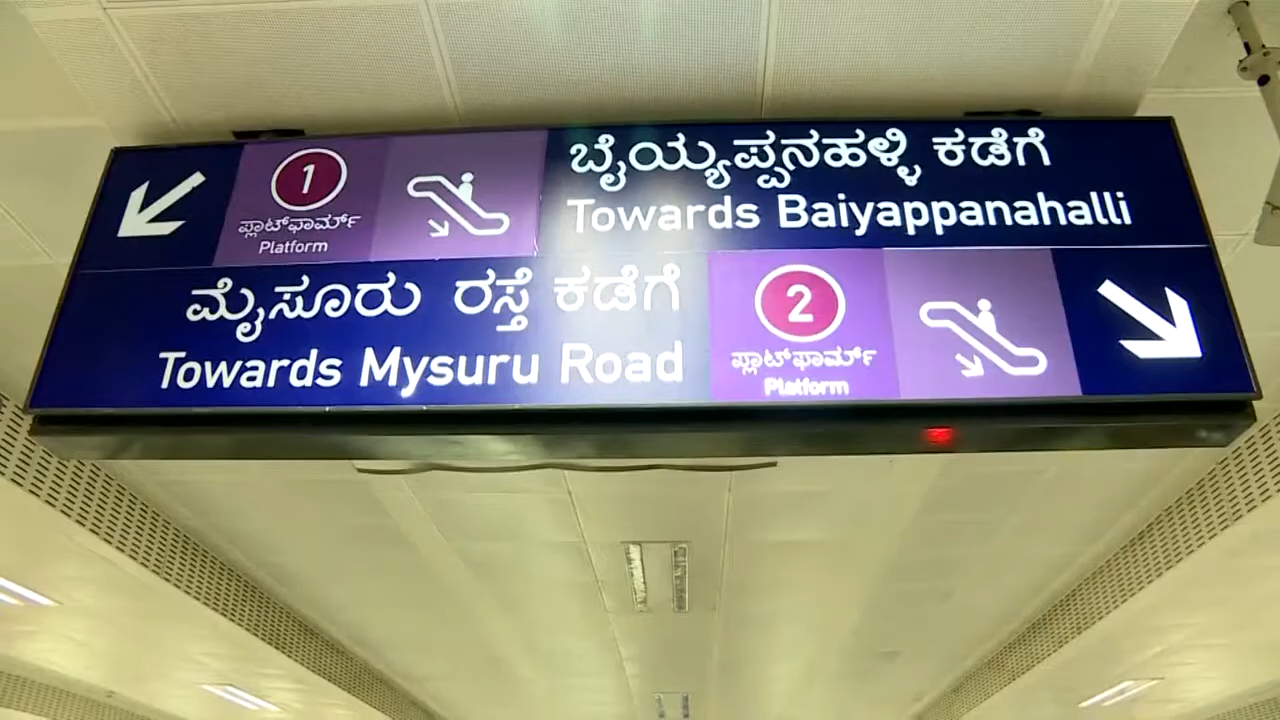 1
ಪ್ಲಾಟ್‌ಫಾರ್ಮ್
Platform
ಬೈಯ್ಯಪ್ಪನಹಳ್ಳಿ ಕಡೆಗೆ
Towards Baiyappanahalli
ಮೈಸೂರು ರಸ್ತೆ ಕಡೆಗೆ
Towards Mysuru Road
2
ಪ್ಲಾಟ್‌ಫಾರ್ಮ್
Platform